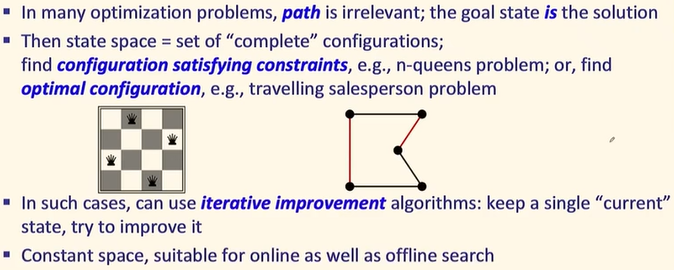 ▪ In many optimization problems, path is irrelevant; the goal state is the solution
▪ Then state space = set of “complete” configurations;
find configuration satisfying constraints, e.g., n-queens problem; or, find
optimal configuration, e.g., travelling salesperson problem
▪ In such cases, can use iterative improvement algorithms: keep a single “current”
state, try to improve it
▪ Constant space, suitable for online as well as offline search